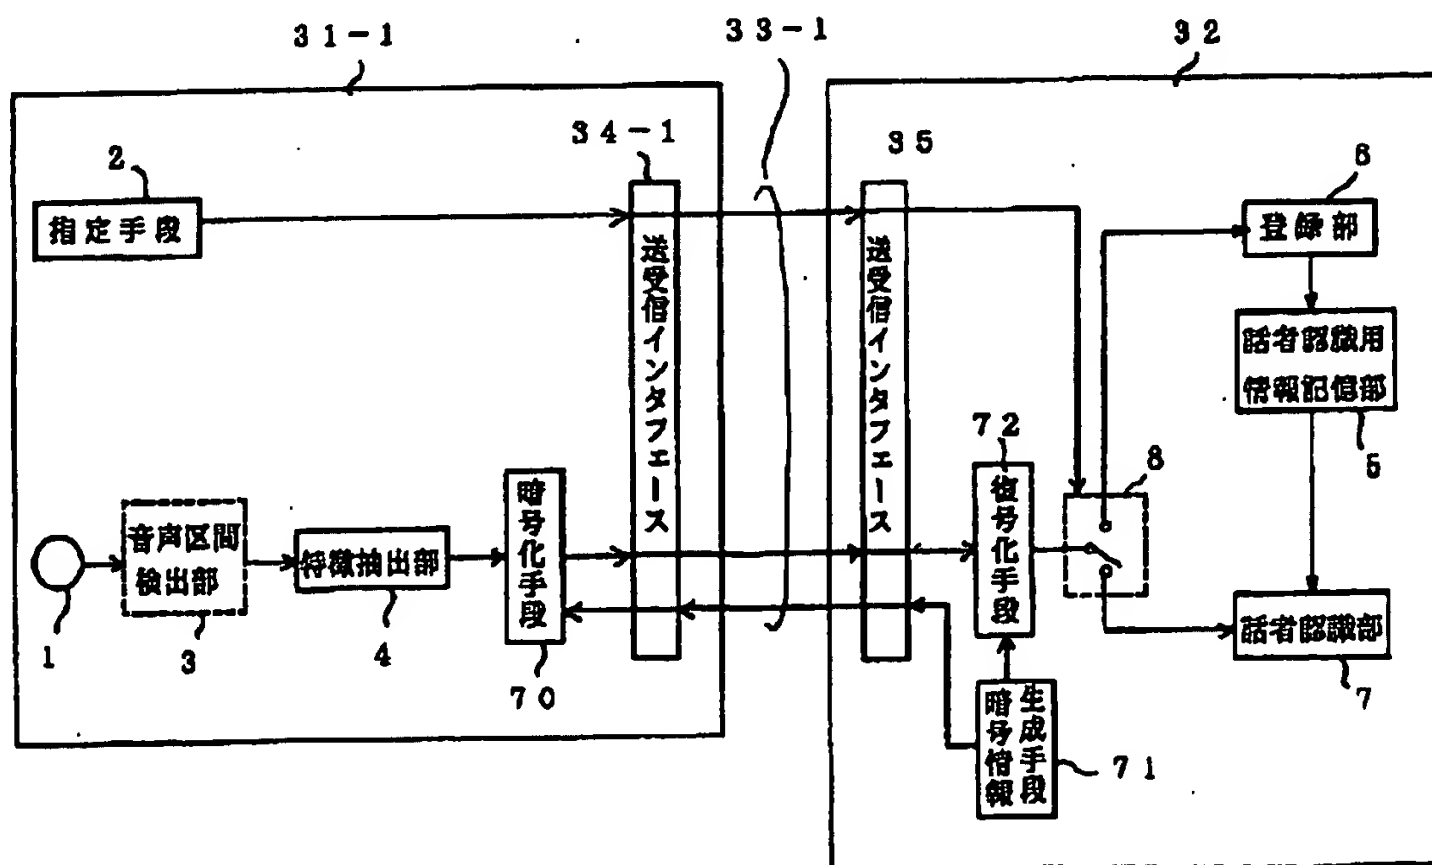 31-1
33-1
32
34-1
35
2
指定手段
6
登録部
送受信インタフェース
送受信インタフェース
話者認識用
情報記憶部
5
72
復号化手段
8
暗号化手段
音声区間
検出部
特徴抽出部
1
3
4
70
話者認識部
7
暗号情報
生成手段
71